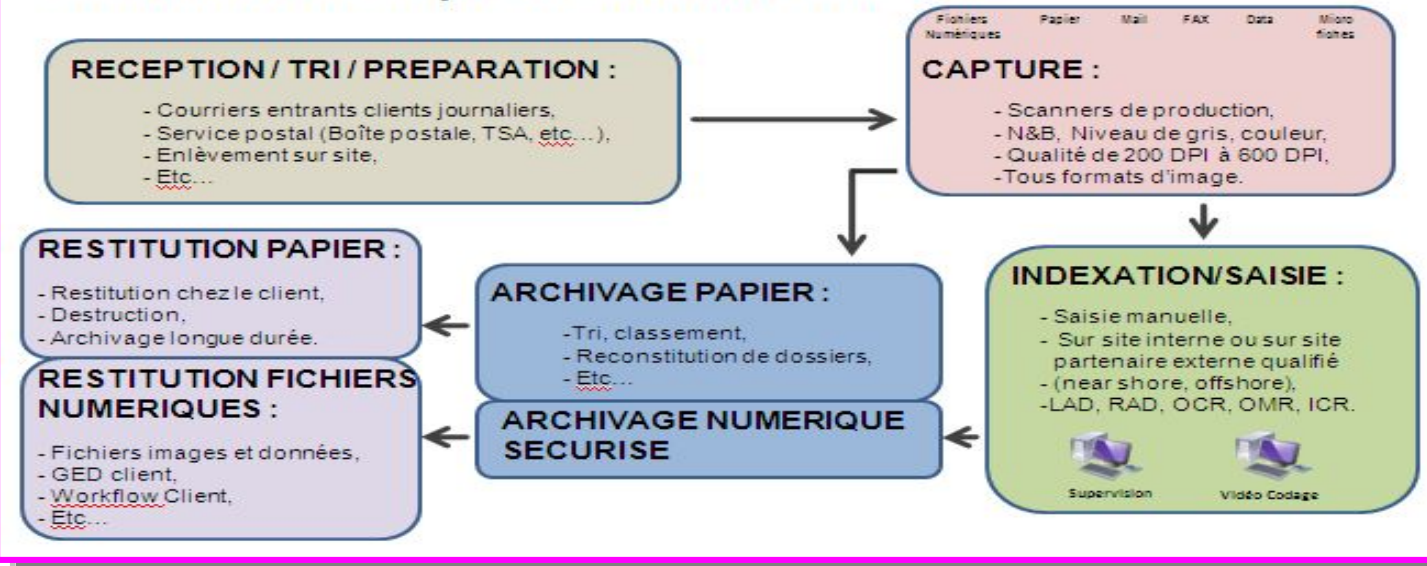 RECEPTION / TRI / PREPARATION :
- Courriers entrants clients journaliers,
- Service postal (Boîte postale, TSA, etc...),
- Enlèvement sur site,
- Etc...
Fichiers Numériques
Papier
Mail
FAX
Data
Micro fiches
CAPTURE :
- Scanners de production,
- N&B, Niveau de gris, couleur,
- Qualité de 200 DPI à 600 DPI,
-Tous formats d'image.
RESTITUTION PAPIER :
- Restitution chez le client,
- Destruction,
- Archivage longue durée.
ARCHIVAGE PAPIER :
-Tri, classement,
- Reconstitution de dossiers,
- Etc...
INDEXATION/SAISIE :
- Saisie manuelle,
- Sur site interne ou sur site
partenaire externe qualifié
- (near shore, offshore),
-LAD, RAD, OCR, OMR, ICR.
Supervision
Vidéo Codage
RESTITUTION FICHIERS
NUMERIQUES :
- Fichiers images et données,
- GED client,
- Workflow Client,
- Etc...
ARCHIVAGE NUMERIQUE
SECURISE